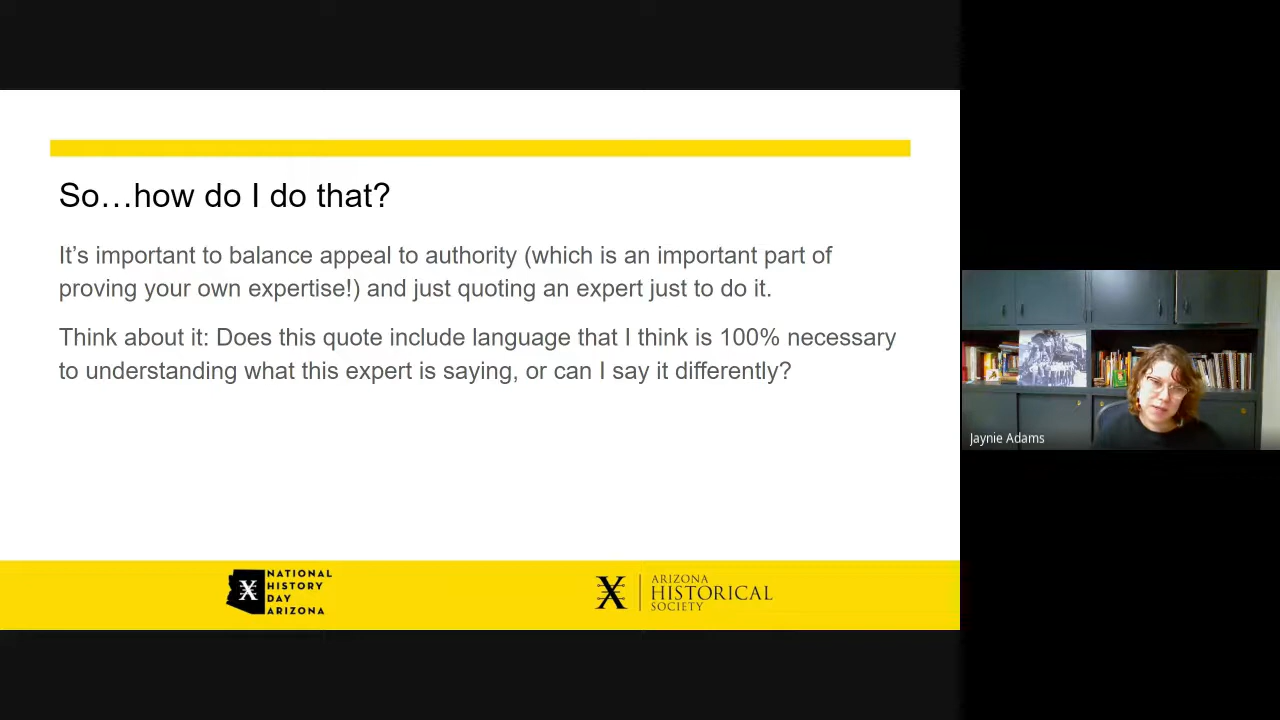 So…how do I do that?
It’s important to balance appeal to authority (which is an important part of
proving your own expertise!) and just quoting an expert just to do it.
Think about it: Does this quote include language that I think is 100% necessary
to understanding what this expert is saying, or can I say it differently?
Jaynie Adams
NATIONAL
HISTORY
DAY
ARIZONA
ARIZONA
HISTORICAL
SOCIETY